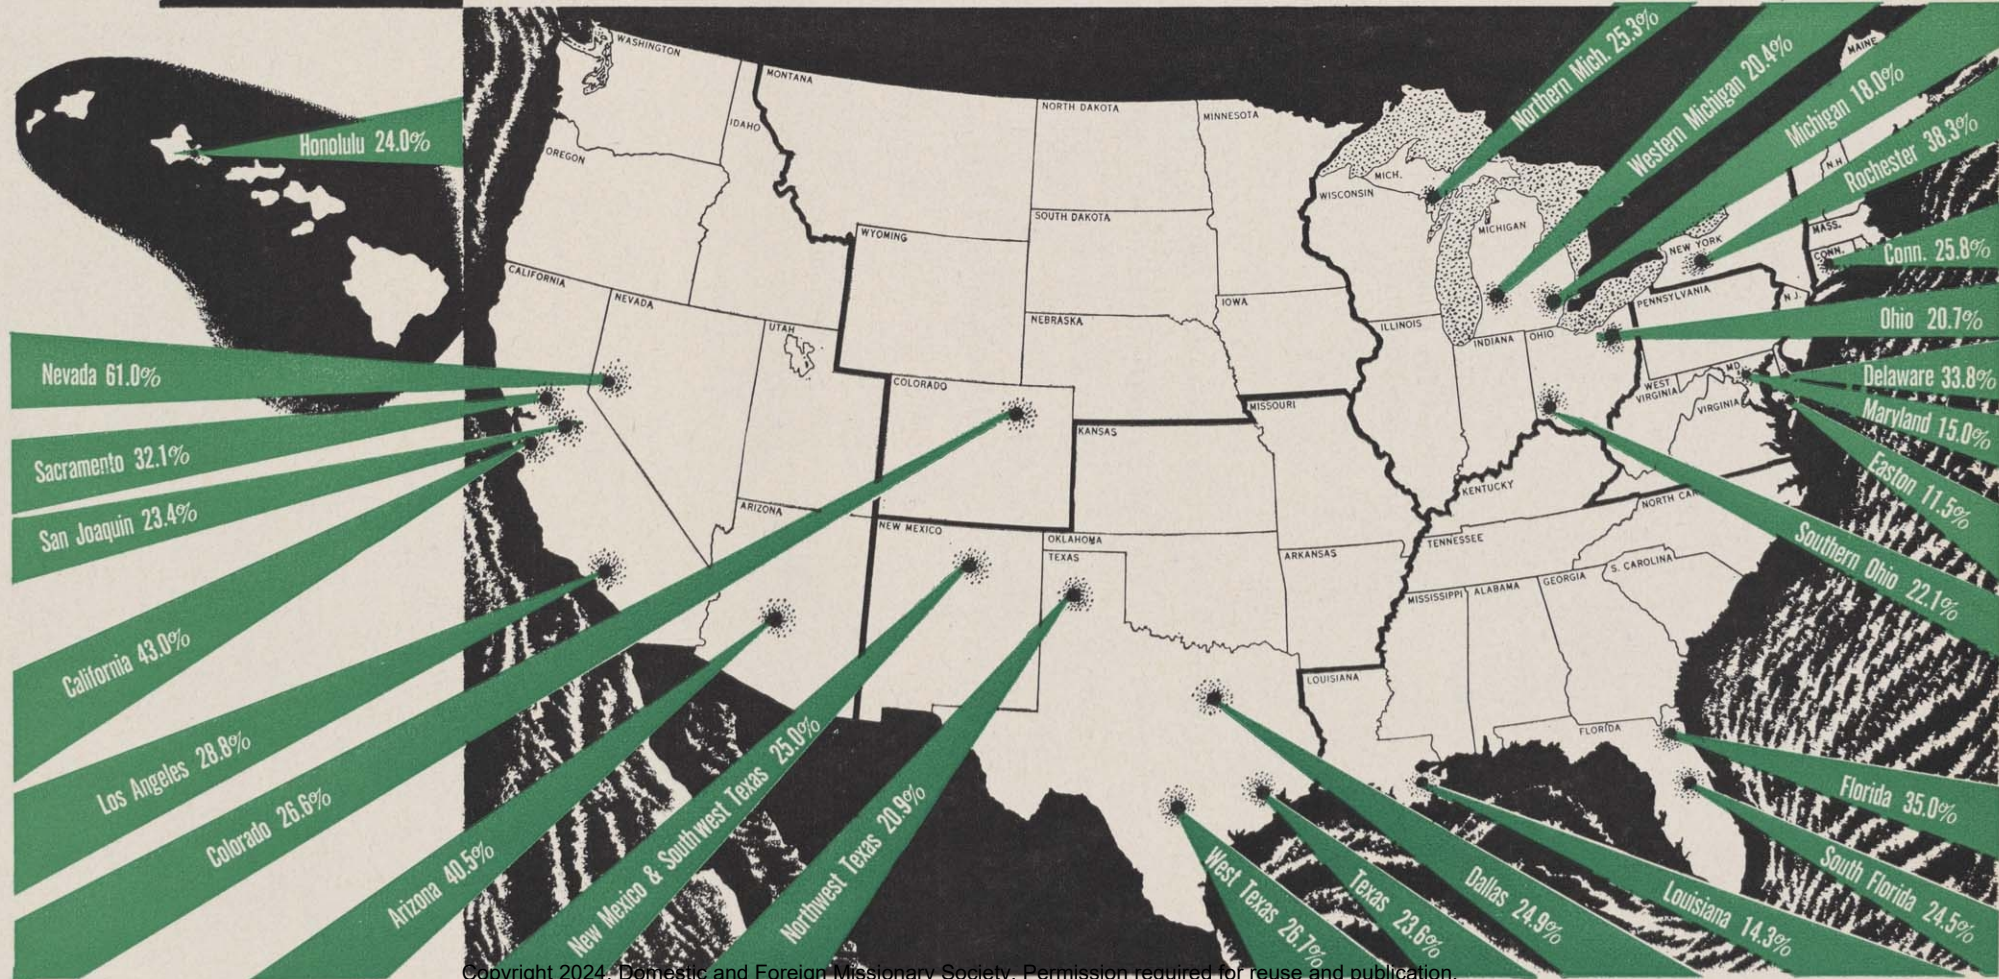 WASHINGTON
MONTANA
NORTH DAKOTA
MINNESOTA
IDAHO
OREGON
WISCONSIN
MICH.
MICHIGAN
SOUTH DAKOTA
WYOMING
MAINE
N.H.
MASS.
CONN.
NEW YORK
PENNSYLVANIA
N.J.
CALIFORNIA
NEVADA
UTAH
NEBRASKA
IOWA
ILLINOIS
INDIANA
OHIO
MD.
WEST
VIRGINIA
VIRGINIA
COLORADO
KANSAS
MISSOURI
KENTUCKY
NORTH CAR
ARIZONA
NEW MEXICO
OKLAHOMA
TEXAS
ARKANSAS
TENNESSEE
S. CAROLINA
MISSISSIPPI
ALABAMA
GEORGIA
LOUISIANA
FLORIDA
Honolulu 24.0%
Nevada 61.0%
Sacramento 32.1%
San Joaquin 23.4%
California 43.0%
Los Angeles 28.8%
Colorado 26.6%
Arizona 40.5%
New Mexico & Southwest Texas 25.0%
Northwest Texas 20.9%
West Texas 26.7%
Texas 23.6%
Dallas 24.9%
Louisiana 14.3%
South Florida 24.5%
Florida 35.0%
Southern Ohio 22.1%
Easton 11.5%
Maryland 15.0%
Delaware 33.8%
Ohio 20.7%
Conn. 25.8%
Rochester 38.3%
Michigan 18.0%
Western Michigan 20.4%
Northern Mich. 25.3%
Copyright 2024. Domestic and Foreign Missionary Society. Permission required for reuse and publication.